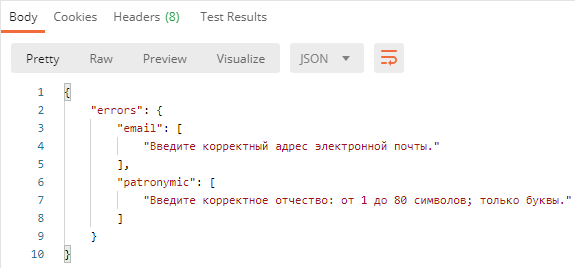 Body Cookies Headers (8) Test Results
Pretty Raw Preview Visualize JSON
1 {
2 "errors": {
3 "email": [
4 "Введите корректный адрес электронной почты."
5 ],
6 "patronymic": [
7 "Введите корректное отчество: от 1 до 80 символов; только буквы."
8 ]
9 }
10 }